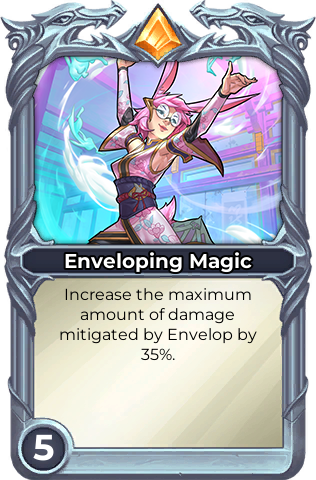 Enveloping Magic
Increase the maximum
amount of damage
mitigated by Envelop by
35%.
5